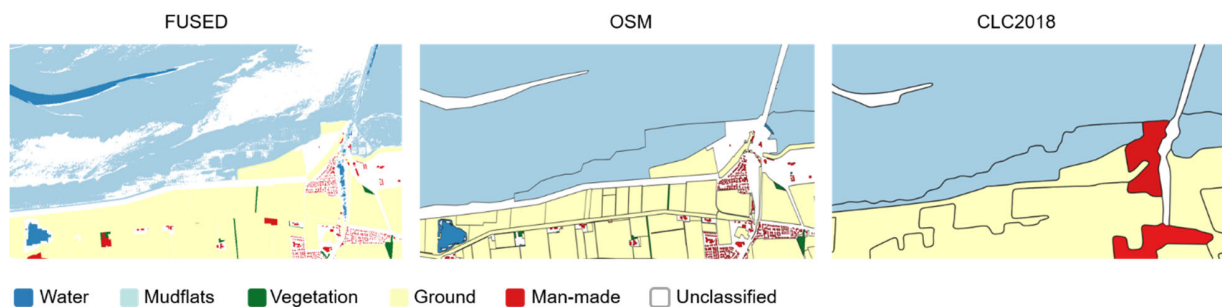 FUSED OSM CLC2018
Water Mudflats Vegetation Ground Man-made Unclassified